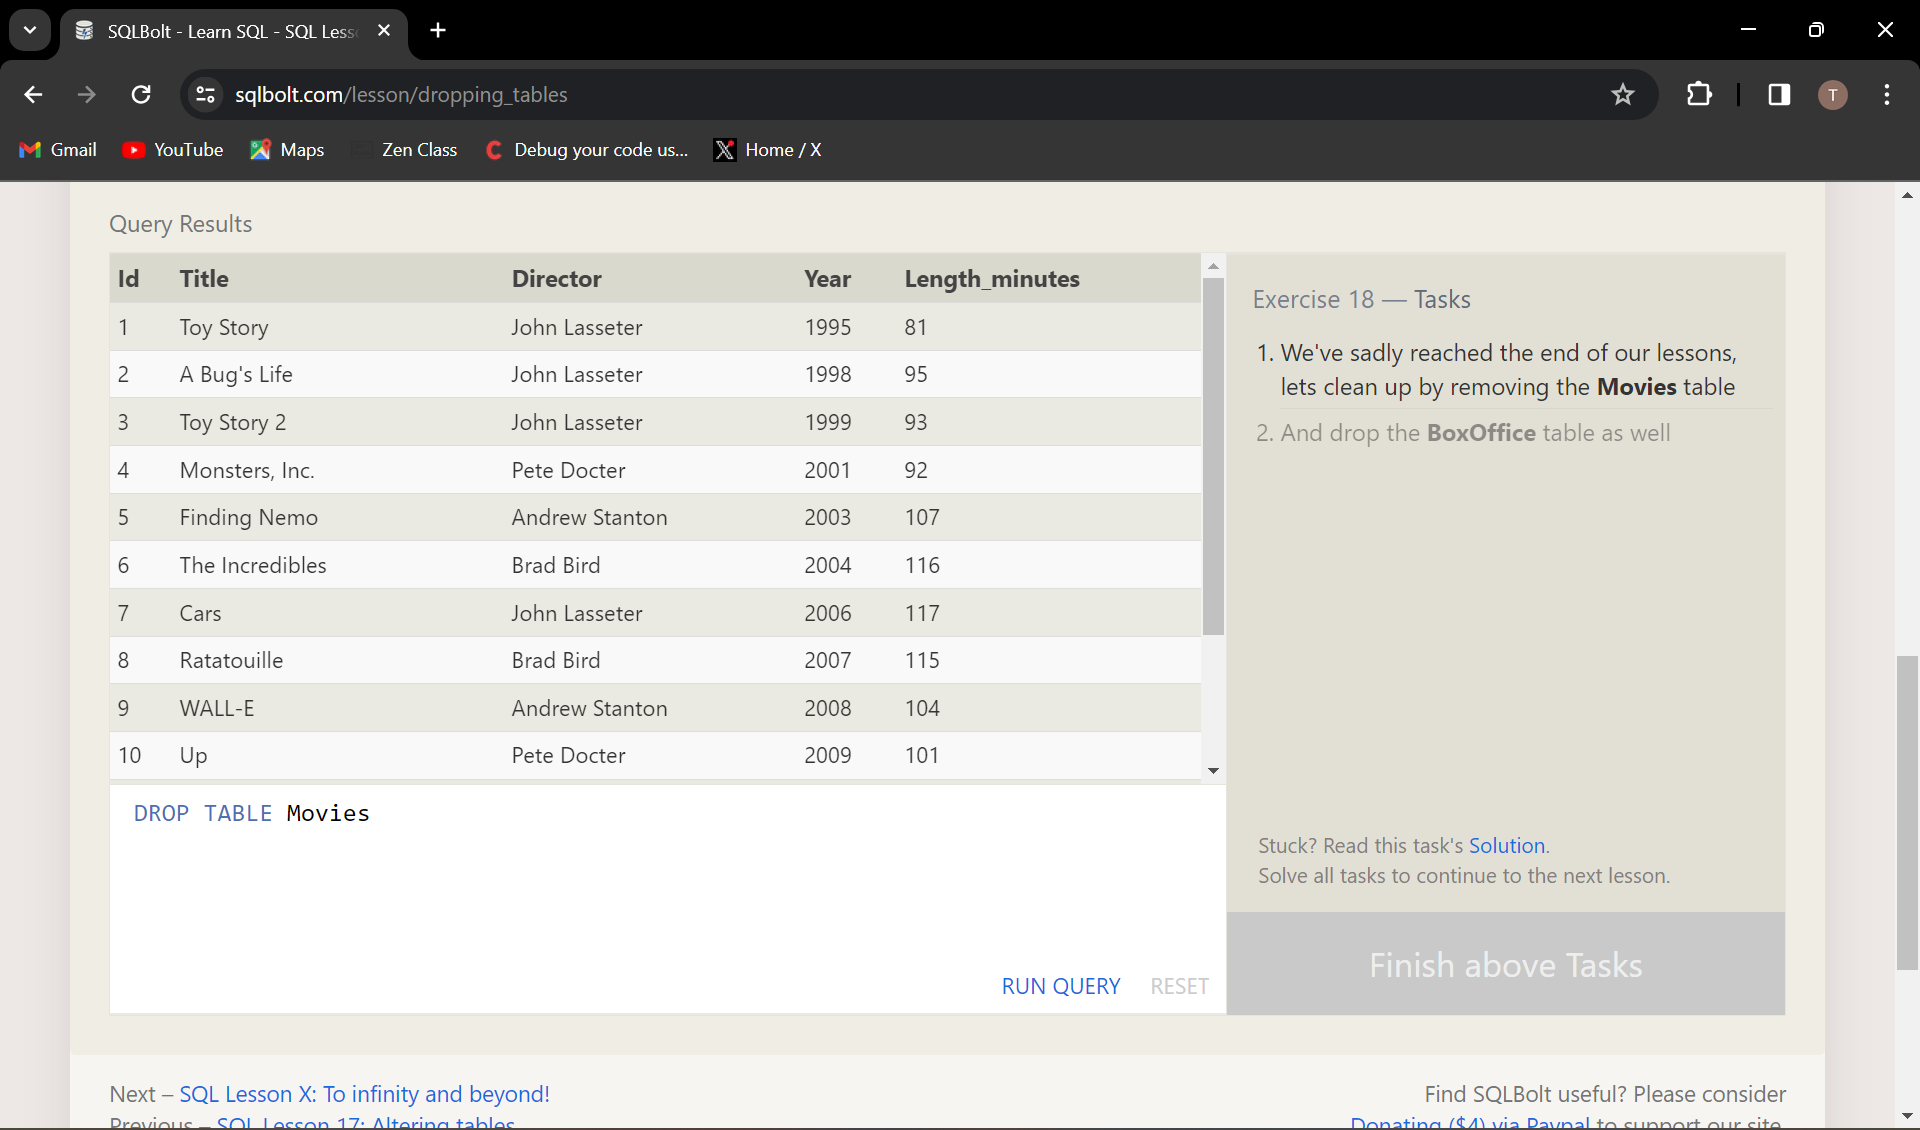 SQLBolt - Learn SQL - SQL Less
sqlbolt.com/lesson/dropping_tables
T
Gmail YouTube Maps Zen Class Debug your code us... Home / X
Query Results
Id Title Director Year Length_minutes
1 Toy Story John Lasseter 1995 81
2 A Bug's Life John Lasseter 1998 95
3 Toy Story 2 John Lasseter 1999 93
4 Monsters, Inc. Pete Docter 2001 92
5 Finding Nemo Andrew Stanton 2003 107
6 The Incredibles Brad Bird 2004 116
7 Cars John Lasseter 2006 117
8 Ratatouille Brad Bird 2007 115
9 WALL-E Andrew Stanton 2008 104
10 Up Pete Docter 2009 101
DROP TABLE Movies
RUN QUERY RESET
Exercise 18 — Tasks
1. We've sadly reached the end of our lessons,
lets clean up by removing the Movies table
2. And drop the BoxOffice table as well
Stuck? Read this task's Solution.
Solve all tasks to continue to the next lesson.
Finish above Tasks
Next – SQL Lesson X: To infinity and beyond!
Previous – SQL Lesson 17: Altering tables
Find SQLBolt useful? Please consider
Donating ($4) via Paypal to support our site.